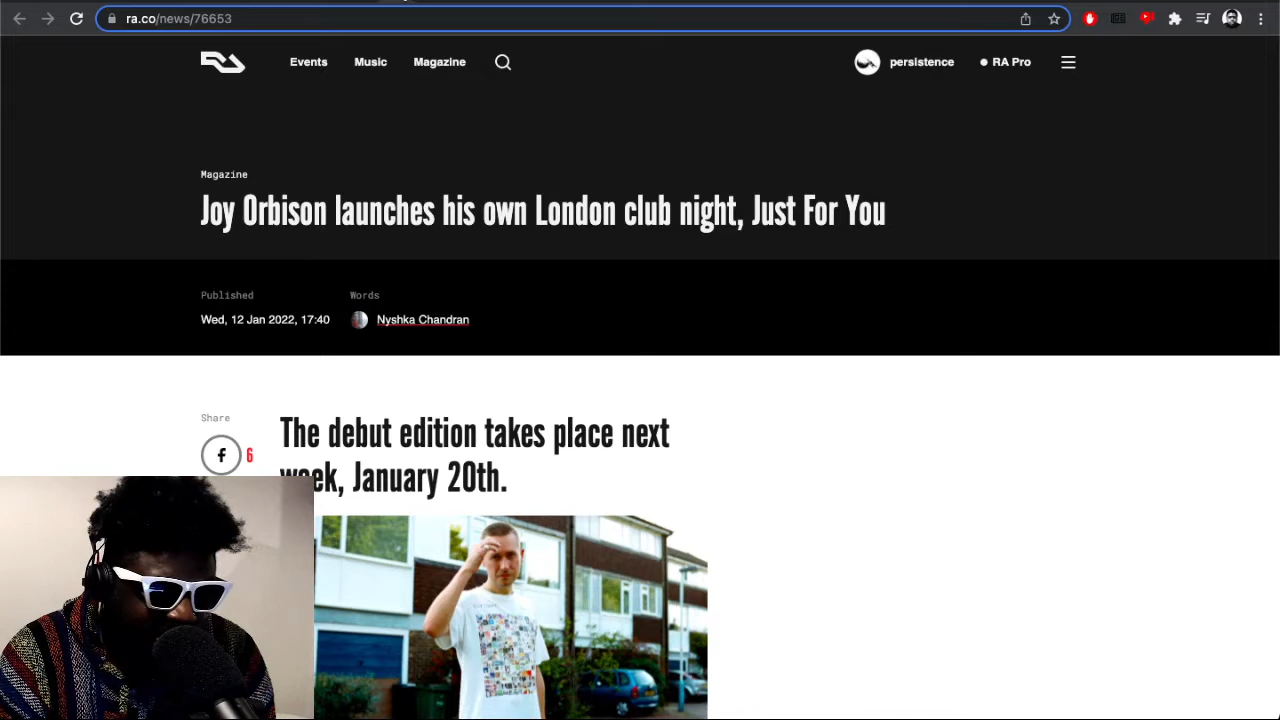 ra.co/news/76653
Events Music Magazine persistence RA Pro
Magazine
Joy Orbison launches his own London club night, Just For You
Published Words
Wed, 12 Jan 2022, 17:40 Nyshka Chandran
Share
6
The debut edition takes place next
week, January 20th.